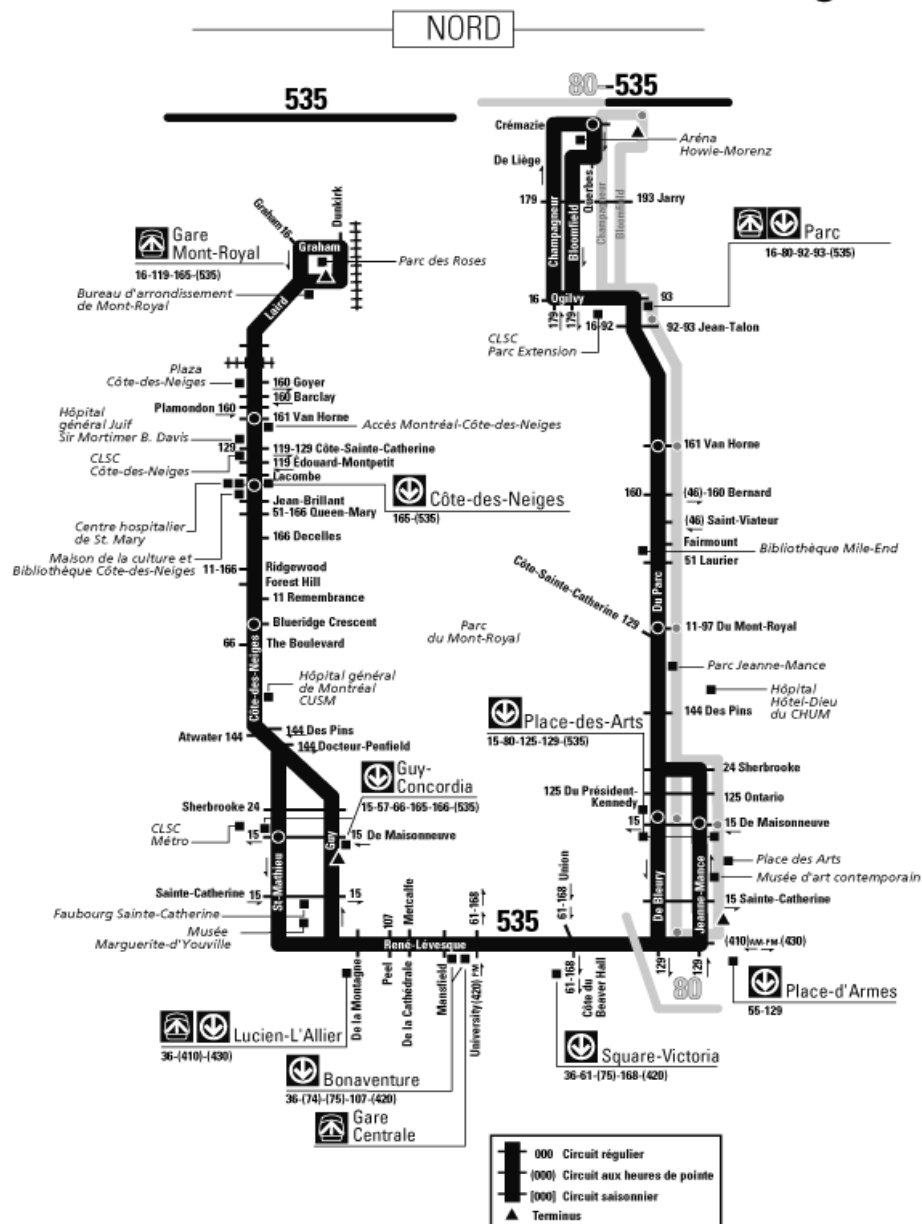 NORD
535
80
535
Crémazie
Aréna
Howie-Morenz
De Liège
Querbes
179
193 Jarry
Champagneur
Bloomfield
Champagneur
Bloomfield
Parc
16-80-92-93-(535)
16
Ogilvy
93
179
179
16-92
92-93 Jean-Talon
CLSC
Parc Extension
Graham 16
Dunkirk
Graham
Gare
Mont-Royal
16-119-165-(535)
Parc des Roses
Bureau d'arrondissement
de Mont-Royal
Laird
Plaza
Côte-des-Neiges
160 Goyer
160 Barclay
Plamondon 160
161 Van Horne
Accès Montréal-Côte-des-Neiges
Hôpital
général Juif
Sir Mortimer B. Davis
129
119-129 Côte-Sainte-Catherine
CLSC
Côte-des-Neiges
119 Édouard-Montpetit
Lacombe
Côte-des-Neiges
165-(535)
Jean-Brillant
51-166 Queen-Mary
Centre hospitalier
de St. Mary
166 Decelles
Maison de la culture et
Bibliothèque Côte-des-Neiges
11-166
Ridgewood
Forest Hill
11 Remembrance
Blueridge Crescent
66
The Boulevard
Côte-des-Neiges
Hôpital général
de Montréal
CUSM
Atwater 144
144 Des Pins
144 Docteur-Penfield
Guy-
Concordia
15-57-66-165-166-(535)
Sherbrooke 24
CLSC
Métro
15
15 De Maisonneuve
Guy
St-Mathieu
Sainte-Catherine
15
15
Faubourg Sainte-Catherine
Musée
Marguerite-d'Youville
161 Van Horne
160
(46)-160 Bernard
(46) Saint-Viateur
Fairmount
Bibliothèque Mile-End
51 Laurier
Du Parc
Côte-Sainte-Catherine 129
11-97 Du Mont-Royal
Parc
du Mont-Royal
Parc Jeanne-Mance
Hôpital
Hôtel-Dieu
du CHUM
Place-des-Arts
15-80-125-129-(535)
144 Des Pins
24 Sherbrooke
125 Du Président-
Kennedy
125 Ontario
15
15 De Maisonneuve
Place des Arts
Musée d'art contemporain
De Bleury
Jeanne-Mance
15 Sainte-Catherine
René-Lévesque
535
(410) AM-PM-(430)
129
129
80
Place-d'Armes
55-129
De la Montagne
Peel
107
De la Cathédrale
Metcalfe
Mansfield
University (420) PM
61-168
Union
61-168
61-168
Côte du
Beaver Hall
Lucien-L'Allier
36-(410)-(430)
Bonaventure
36-(74)-(75)-107-(420)
Gare
Centrale
Square-Victoria
36-61-(75)-168-(420)
000 Circuit régulier
(000) Circuit aux heures de pointe
[000] Circuit saisonnier
Terminus